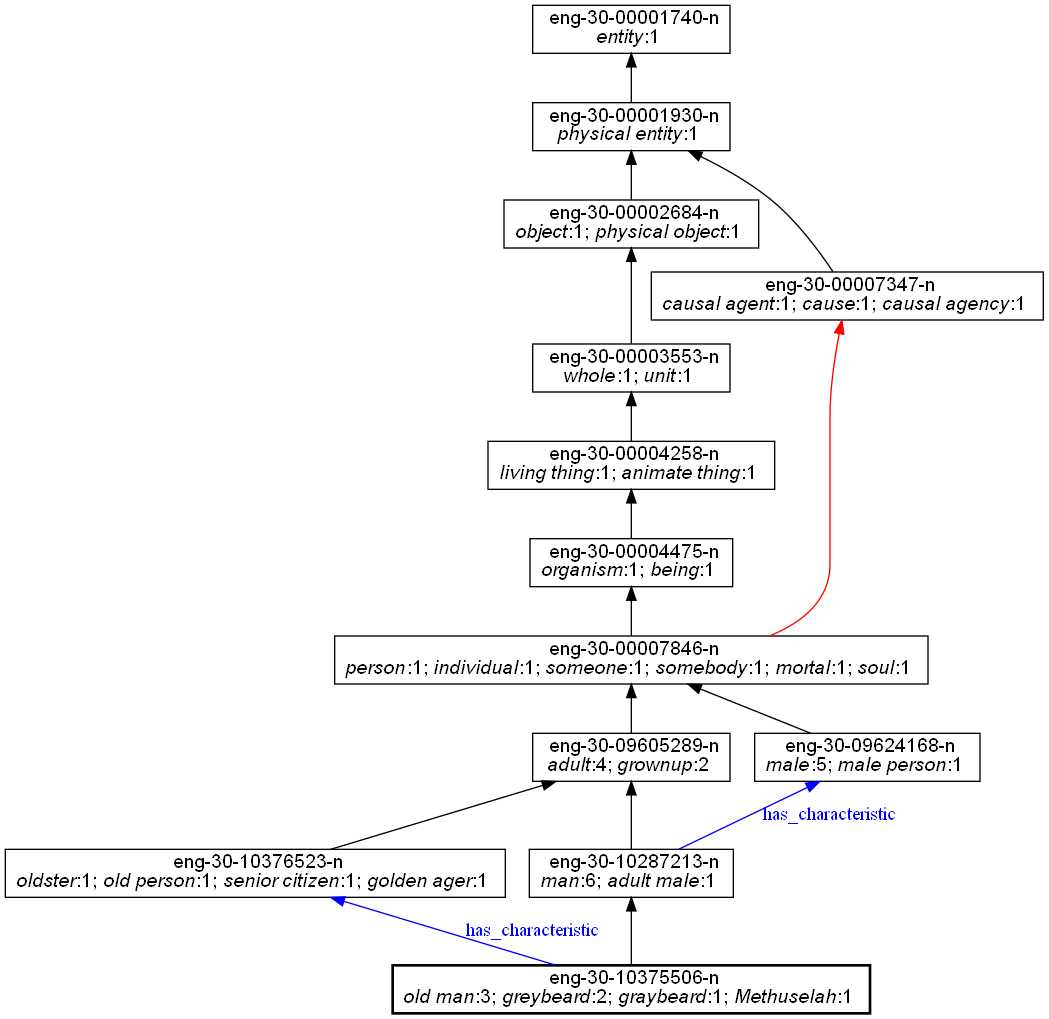 eng-30-00001740-n
entity:1
eng-30-00001930-n
physical entity:1
eng-30-00002684-n
object:1; physical object:1
eng-30-00007347-n
causal agent:1; cause:1; causal agency:1
eng-30-00003553-n
whole:1; unit:1
eng-30-00004258-n
living thing:1; animate thing:1
eng-30-00004475-n
organism:1; being:1
eng-30-00007846-n
person:1; individual:1; someone:1; somebody:1; mortal:1; soul:1
eng-30-09605289-n
adult:4; grownup:2
eng-30-09624168-n
male:5; male person:1
has_characteristic
eng-30-10376523-n
oldster:1; old person:1; senior citizen:1; golden ager:1
eng-30-10287213-n
man:6; adult male:1
has_characteristic
eng-30-10375506-n
old man:3; greybeard:2; graybeard:1; Methuselah:1